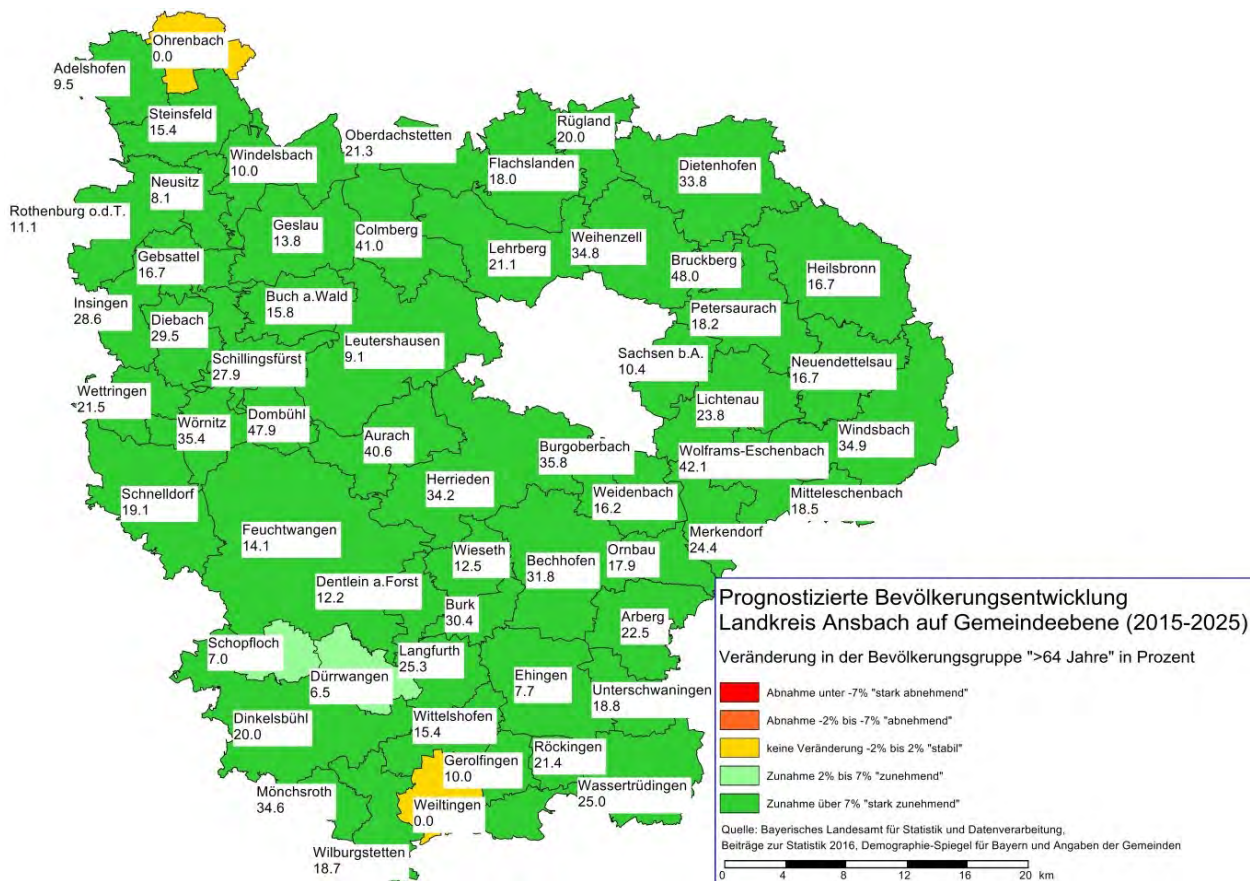 Ohrenbach
0.0
Adelshofen
9.5
Steinsfeld
15.4
Rügland
20.0
Oberdachstetten
21.3
Windelsbach
10.0
Flachslanden
18.0
Dietenhofen
33.8
Neusitz
8.1
Rothenburg o.d.T.
11.1
Geslau
13.8
Colmberg
41.0
Lehrberg
21.1
Weihenzell
34.8
Bruckberg
48.0
Heilsbronn
16.7
Gebsattel
16.7
Insingen
28.6
Diebach
29.5
Buch a.Wald
15.8
Petersaurach
18.2
Leutershausen
9.1
Schillingsfürst
27.9
Sachsen b.A.
10.4
Neuendettelsau
16.7
Wettringen
21.5
Wörnitz
35.4
Dombühl
47.9
Lichtenau
23.8
Aurach
40.6
Burgoberbach
35.8
Wolframs-Eschenbach
42.1
Windsbach
34.9
Schnelldorf
19.1
Herrieden
34.2
Weidenbach
16.2
Mitteleschenbach
18.5
Feuchtwangen
14.1
Wieseth
12.5
Bechhofen
31.8
Ornbau
17.9
Merkendorf
24.4
Dentlein a.Forst
12.2
Burk
30.4
Arberg
22.5
Schopfloch
7.0
Dürrwangen
6.5
Langfurth
25.3
Ehingen
7.7
Unterschwaningen
18.8
Dinkelsbühl
20.0
Wittelshofen
15.4
Gerolfingen
10.0
Röckingen
21.4
Mönchsroth
34.6
Weiltingen
0.0
Wassertrüdingen
25.0
Wilburgstetten
18.7
Prognostizierte Bevölkerungsentwicklung
Landkreis Ansbach auf Gemeindeebene (2015-2025)
Veränderung in der Bevölkerungsgruppe ">64 Jahre" in Prozent
Abnahme unter -7% "stark abnehmend"
Abnahme -2% bis -7% "abnehmend"
keine Veränderung -2% bis 2% "stabil"
Zunahme 2% bis 7% "zunehmend"
Zunahme über 7% "stark zunehmend"
Quelle: Bayerisches Landesamt für Statistik und Datenverarbeitung,
Beiträge zur Statistik 2016, Demographie-Spiegel für Bayern und Angaben der Gemeinden
0 4 8 12 16 20 km